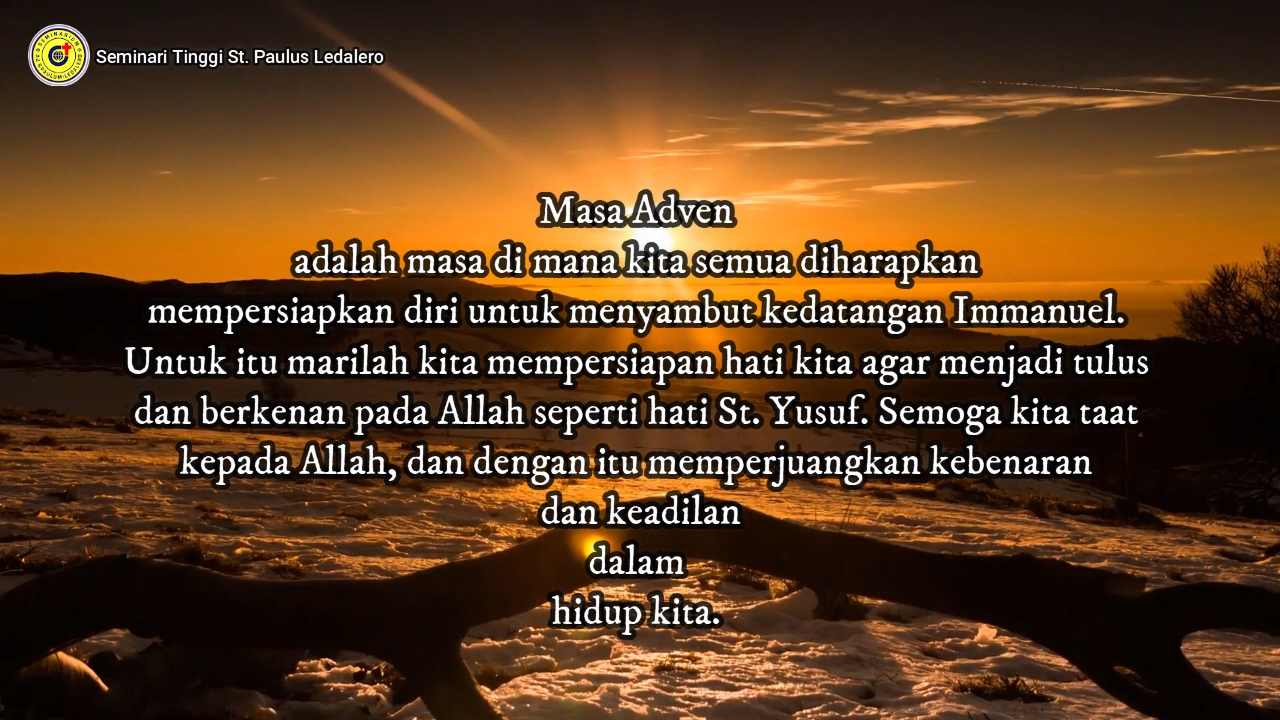 Seminari Tinggi St. Paulus Ledalero
Masa Adven
adalah masa di mana kita semua diharapkan
mempersiapkan diri untuk menyambut kedatangan Immanuel.
Untuk itu marilah kita mempersiapan hati kita agar menjadi tulus
dan berkenan pada Allah seperti hati St. Yusuf. Semoga kita taat
kepada Allah, dan dengan itu memperjuangkan kebenaran
dan keadilan
dalam
hidup kita.